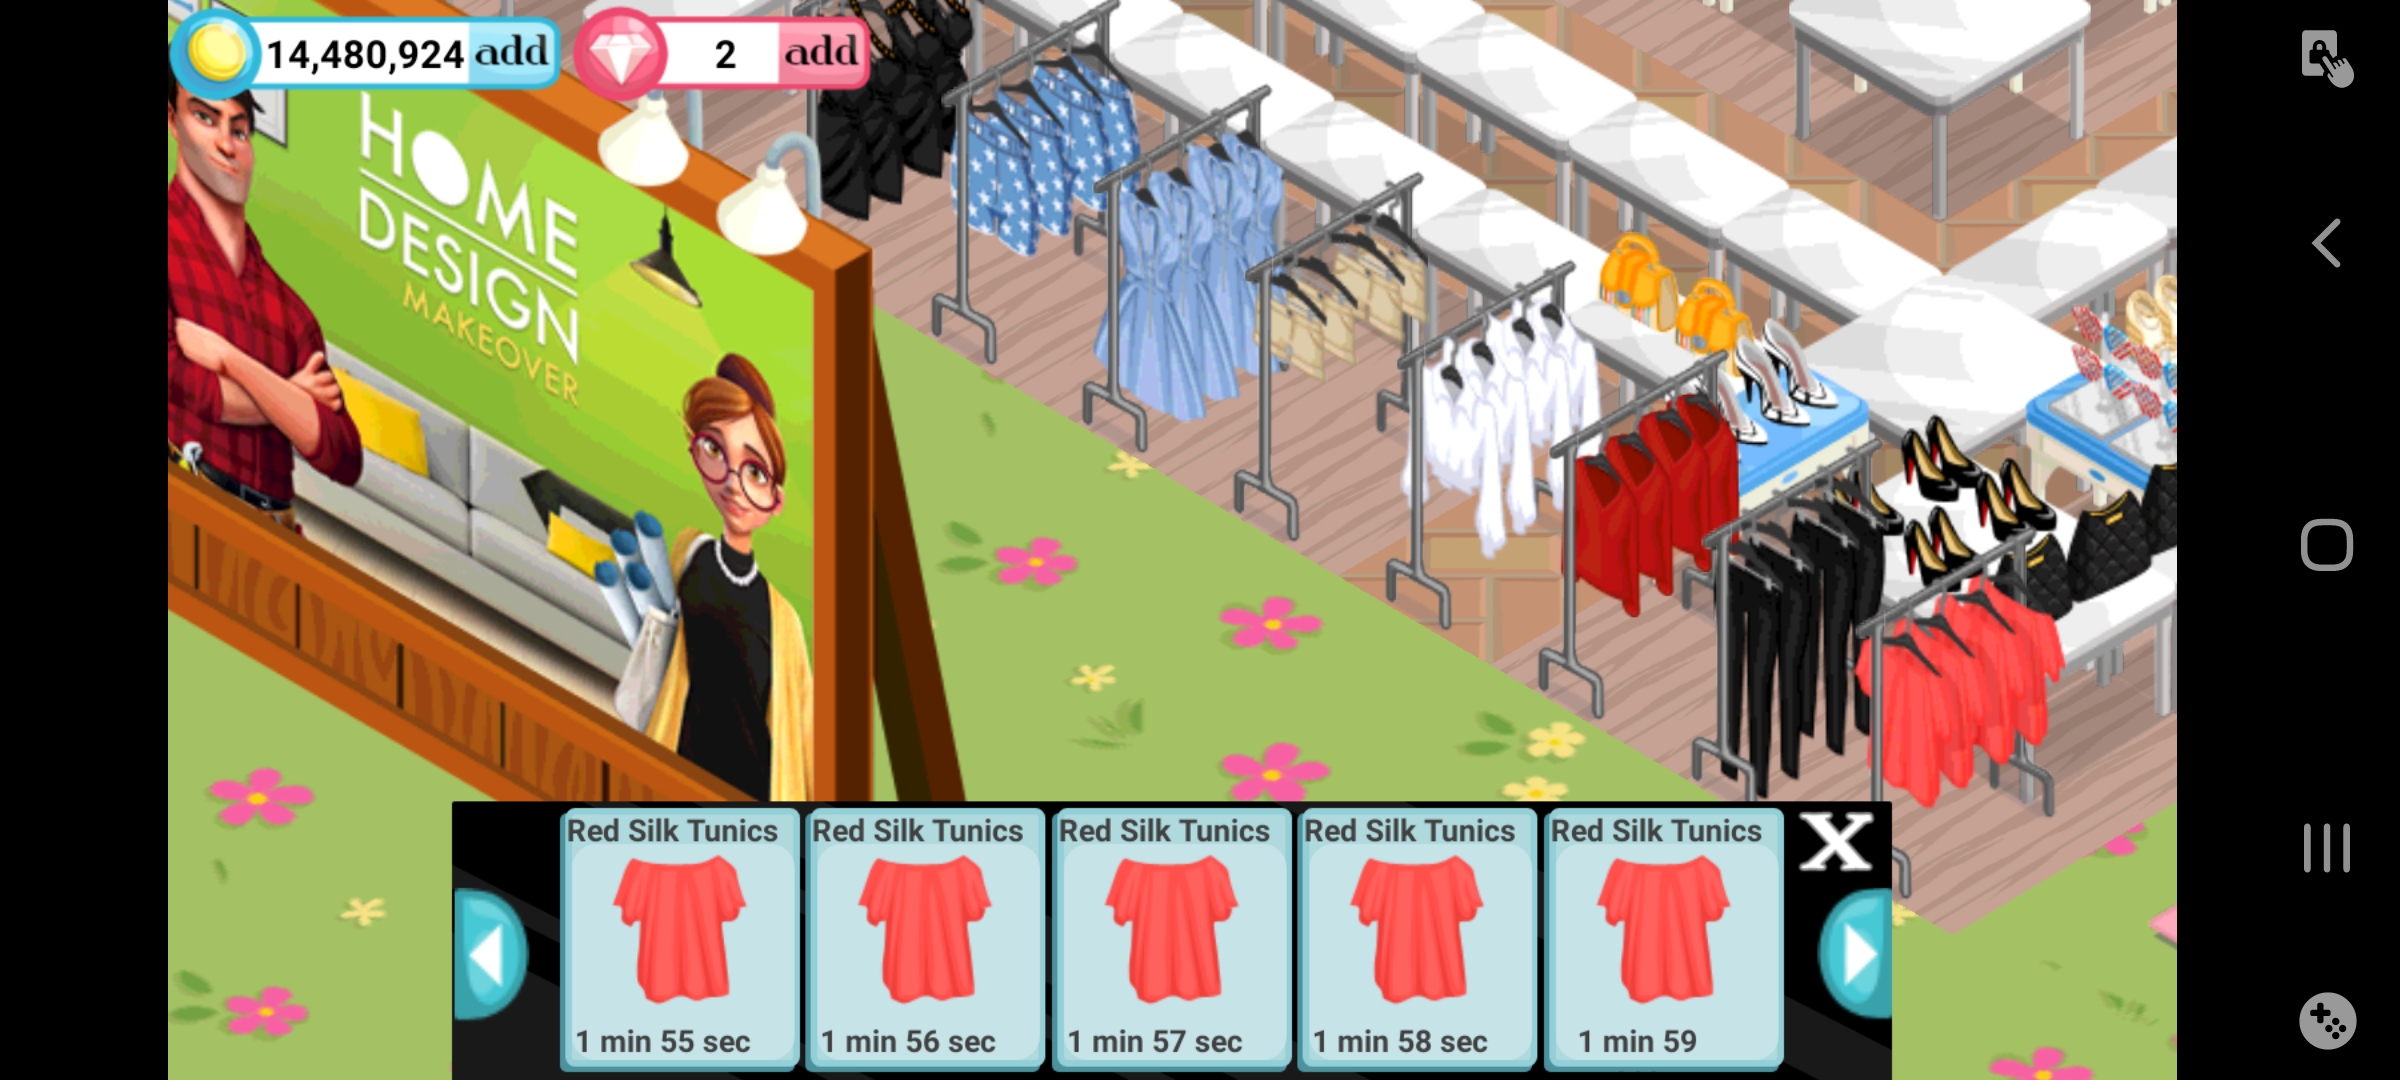 14,480,924 add
2 add
HOME
DESIGN
MAKEOVER
Red Silk Tunics
1 min 55 sec
Red Silk Tunics
1 min 56 sec
Red Silk Tunics
1 min 57 sec
Red Silk Tunics
1 min 58 sec
Red Silk Tunics
1 min 59
X